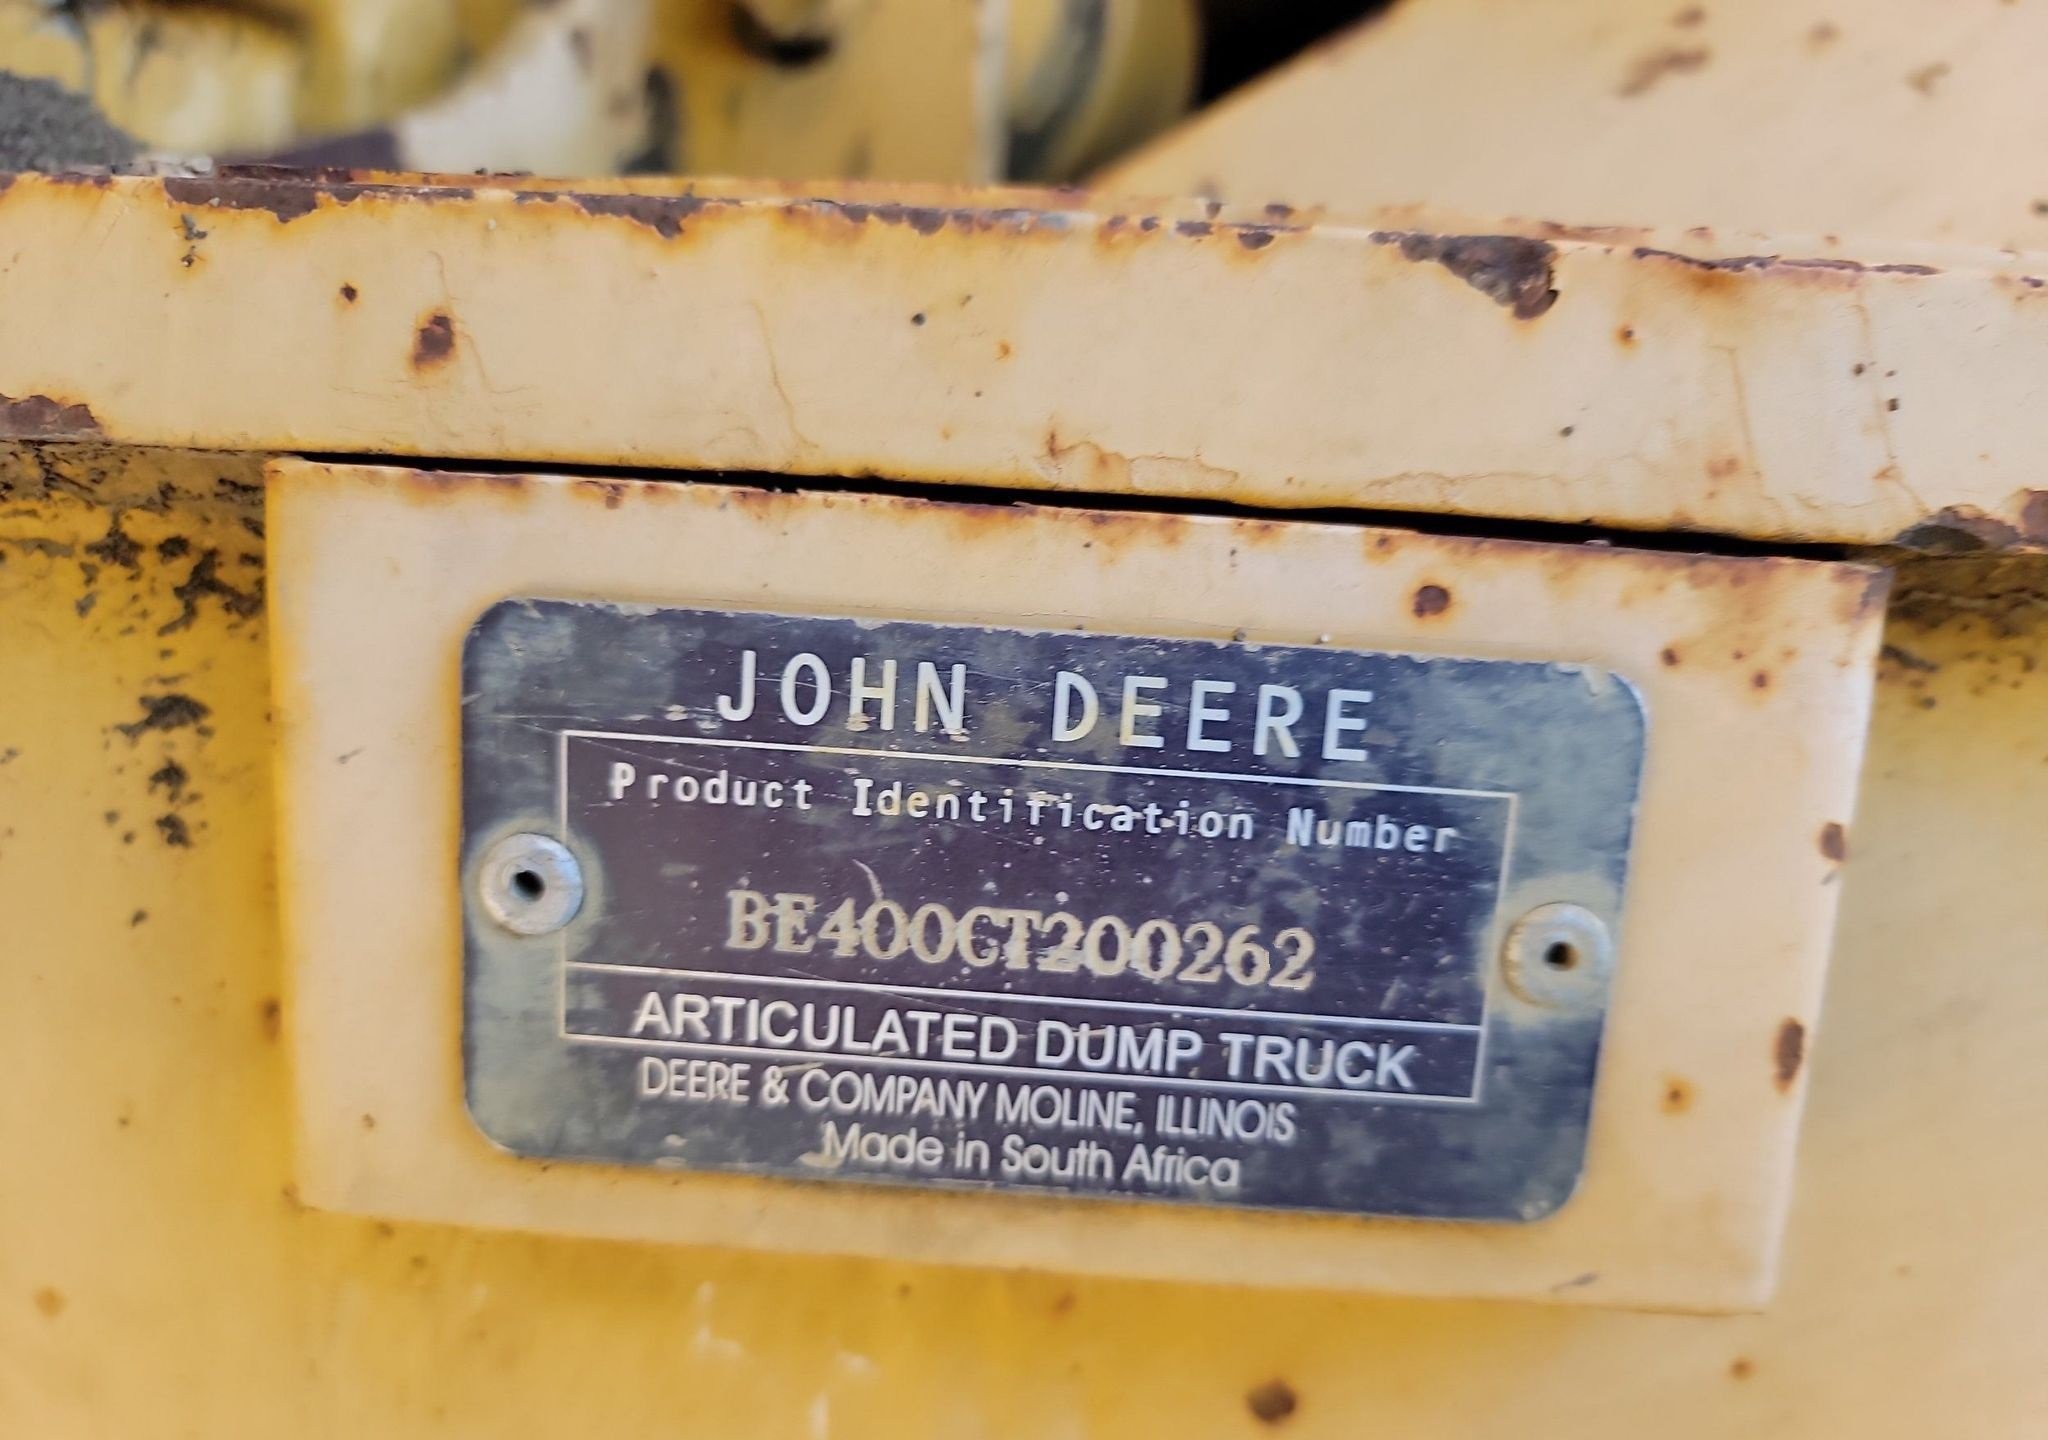 JOHN DEERE
Product Identification Number
BE400CT200262
ARTICULATED DUMP TRUCK
DEERE & COMPANY MOLINE, ILLINOIS
Made in South Africa